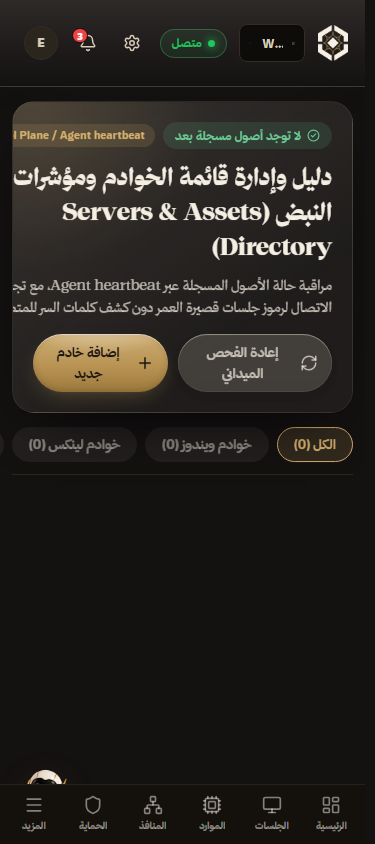 W...
متصل
3
E
لا توجد أصول مسجلة بعد
Plane / Agent heartbeat
دليل وإدارة قائمة الخوادم ومؤشرات
النبض (Servers & Assets
Directory)
مراقبة حالة الأصول المسجلة عبر Agent heartbeat، مع
الاتصال لرموز جلسات قصيرة العمر دون كشف كلمات السر
إعادة الفحص
الميداني
إضافة خادم
جديد
الكل (0)
خوادم ويندوز (0)
خوادم لينكس (0)
الرئيسية
الجلسات
الموارد
المنافذ
الحماية
المزيد